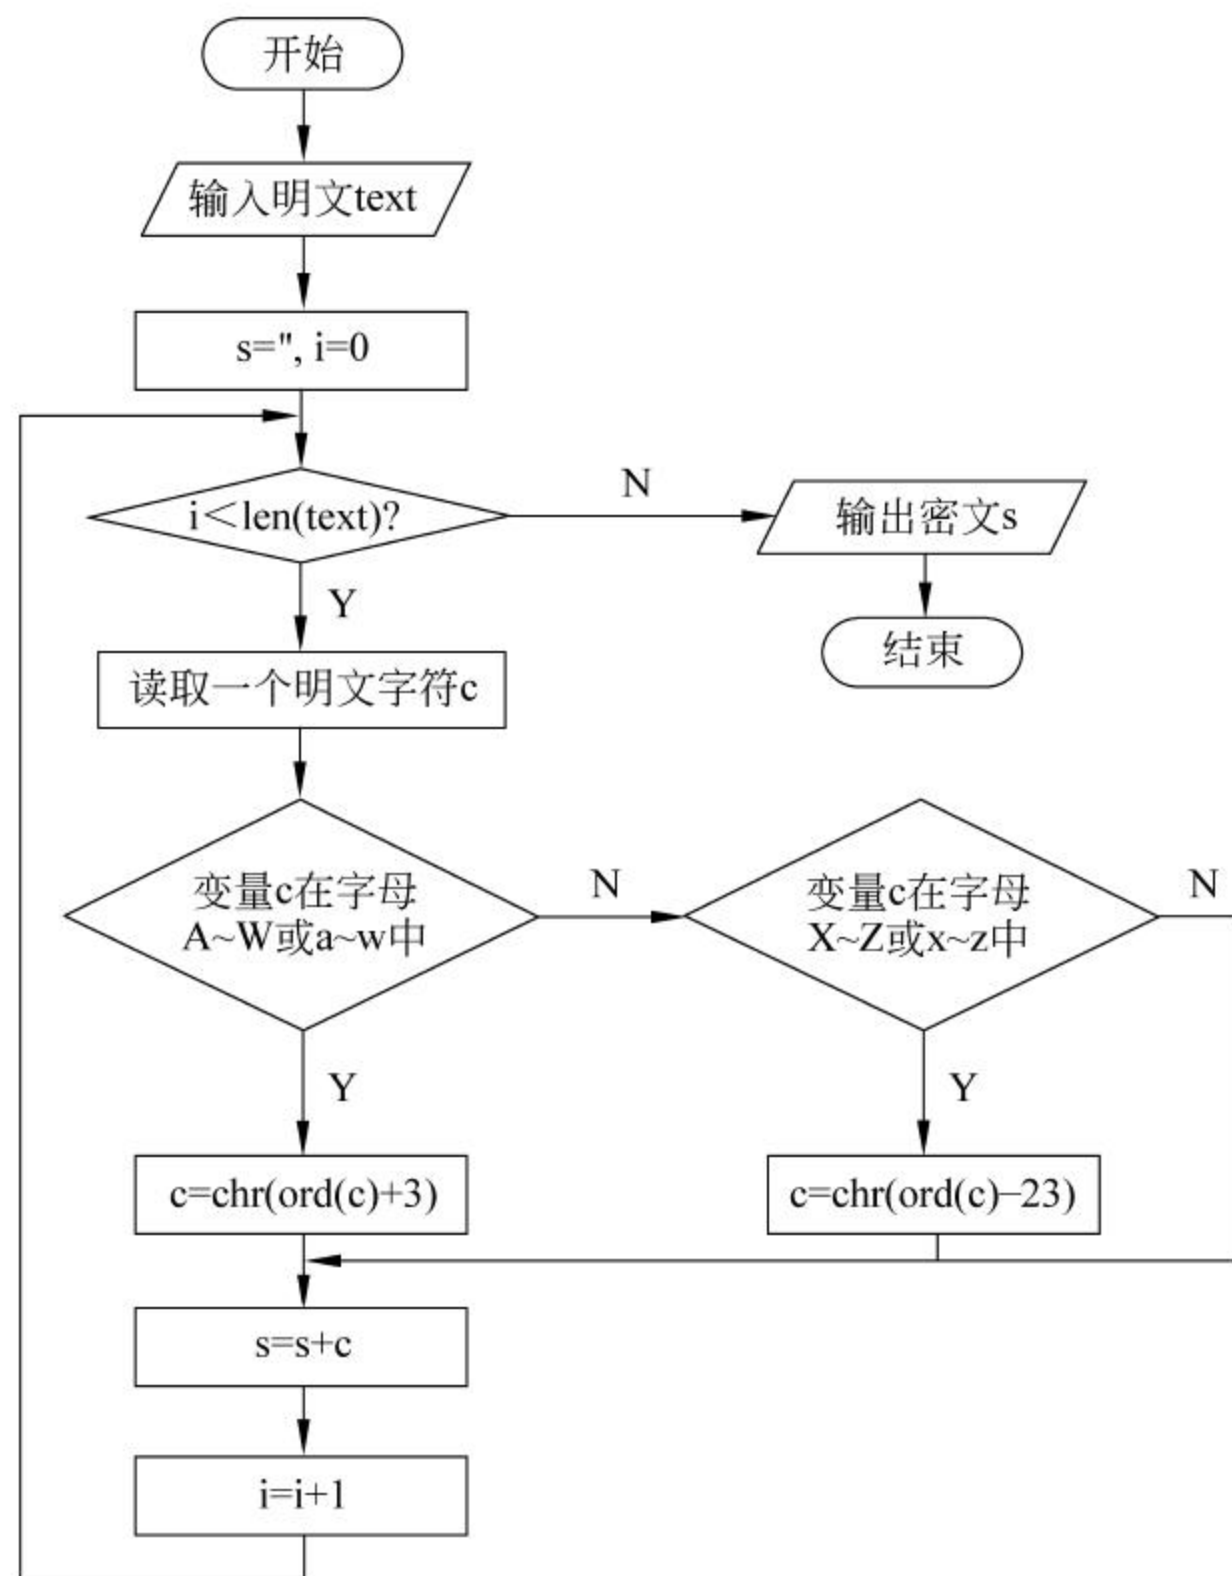 开始
输入明文text
s='', i=0
i＜len(text)?
N
输出密文s
Y
结束
读取一个明文字符c
变量c在字母
A~W或a~w中
N
变量c在字母
X~Z或x~z中
N
Y
Y
c=chr(ord(c)+3)
c=chr(ord(c)−23)
s=s+c
i=i+1